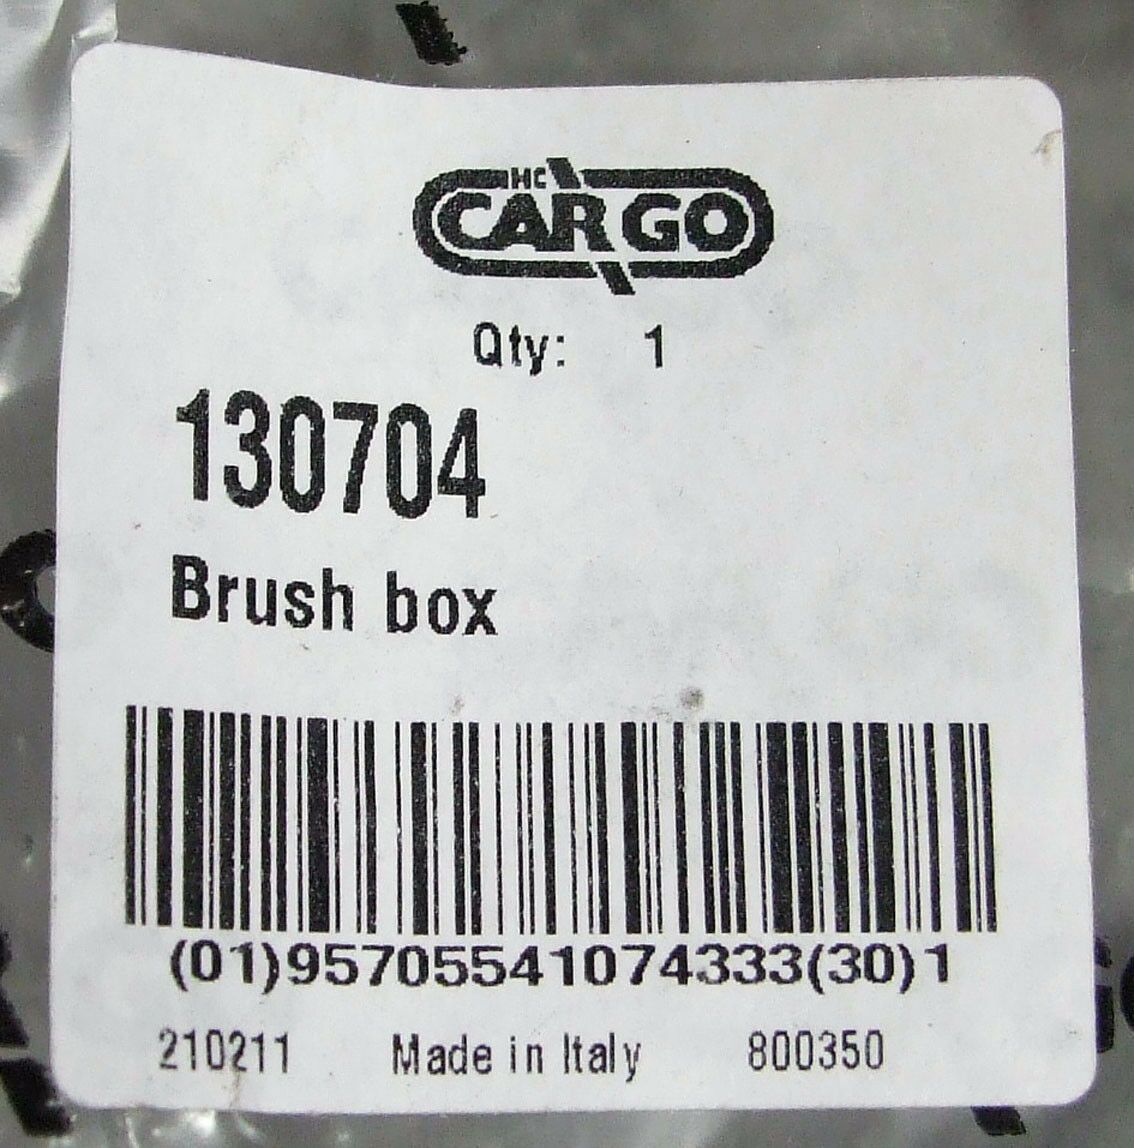 HC
CARGO
Qty: 1
130704
Brush box
(01)95705541074333(30)1
210211 Made in Italy 800350